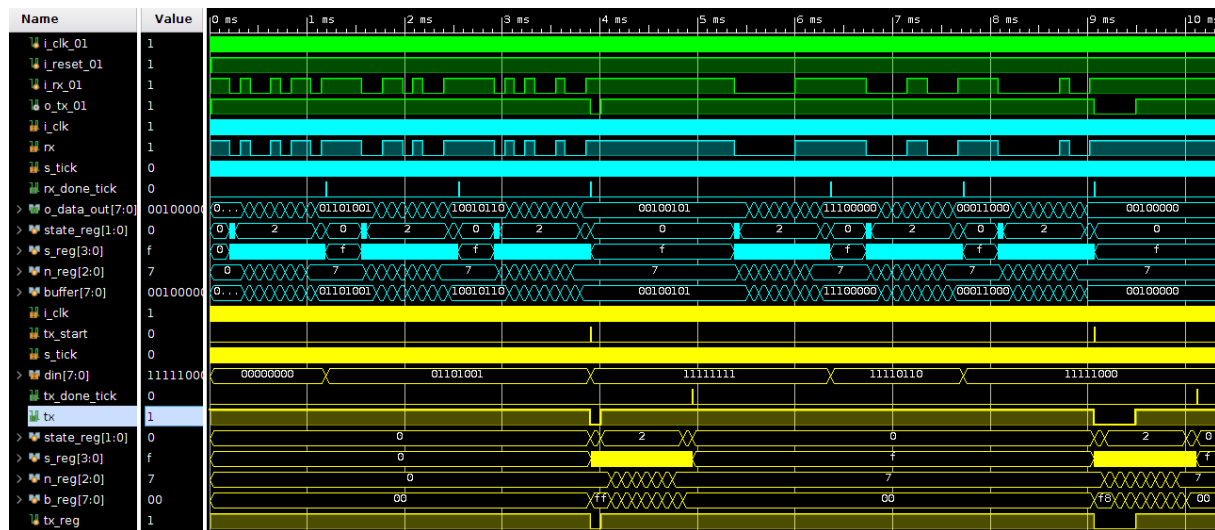 Name Value 0 ms 1 ms 2 ms 3 ms 4 ms 5 ms 6 ms 7 ms 8 ms 9 ms 10 ms
i_clk_01 1
i_reset_01 1
i_rx_01 1
o_tx_01 1
i_clk 1
rx 1
s_tick 0
rx_done_tick 0
> o_data_out[7:0] 00100000 0... 01101001 10010110 00100101 11100000 00011000 00100000
> state_reg[1:0] 0 0 2 0 2 0 2 0 2 0 2 0 2 0
> s_reg[3:0] f 0 f f f f f f
> n_reg[2:0] 7 0 7 7 7 7 7 7
> buffer[7:0] 00100000 0... 01101001 10010110 00100101 11100000 00011000 00100000
i_clk 1
tx_start 0
s_tick 0
> din[7:0] 11111000 00000000 01101001 11111111 11110110 11111000
tx_done_tick 0
tx 1
> state_reg[1:0] 0 0 2 0 2 0
> s_reg[3:0] f 0 f f
> n_reg[2:0] 7 0 7 7
> b_reg[7:0] 00 00 ff 00 f8 00
tx_reg 1